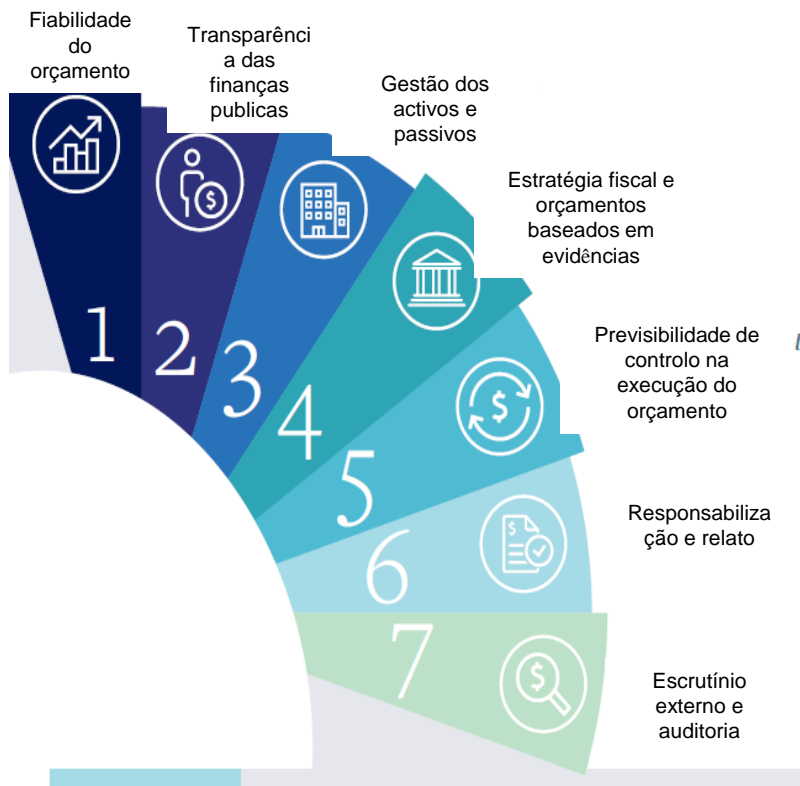 Fiabilidade
do
orçamento
Transparênci
a das
finanças
publicas
Gestão dos
activos e
passivos
Estratégia fiscal e
orçamentos
baseados em
evidências
Previsibilidade de
controlo na
execução do
orçamento
Responsabiliza
ção e relato
Escrutínio
externo e
auditoria
1
2
3
4
5
6
7
$
$
$
$